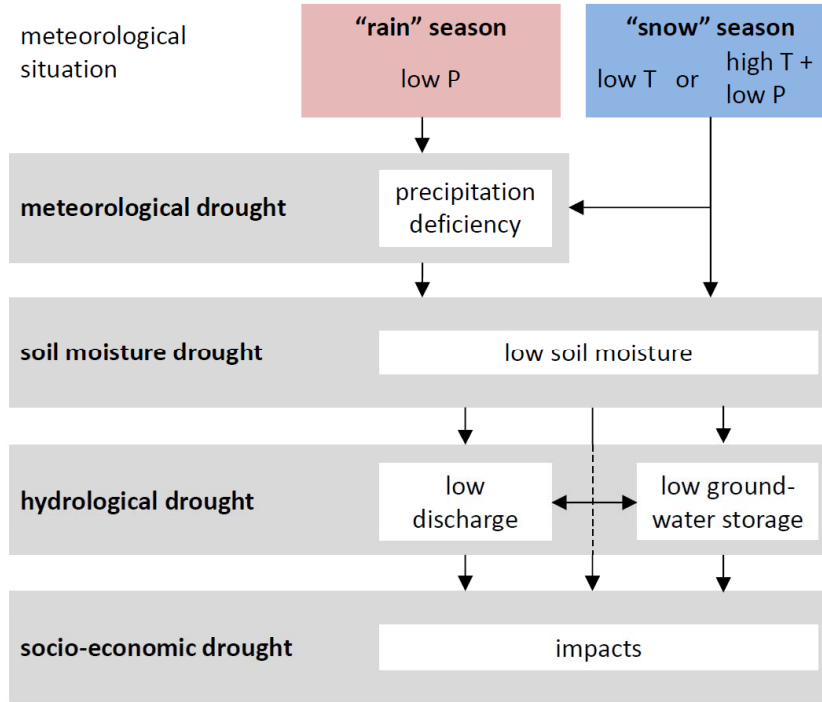 meteorological
situation
“rain” season
low P
“snow” season
low T or
high T +
low P
meteorological drought
precipitation
deficiency
soil moisture drought
low soil moisture
hydrological drought
low
discharge
low ground-
water storage
socio-economic drought
impacts